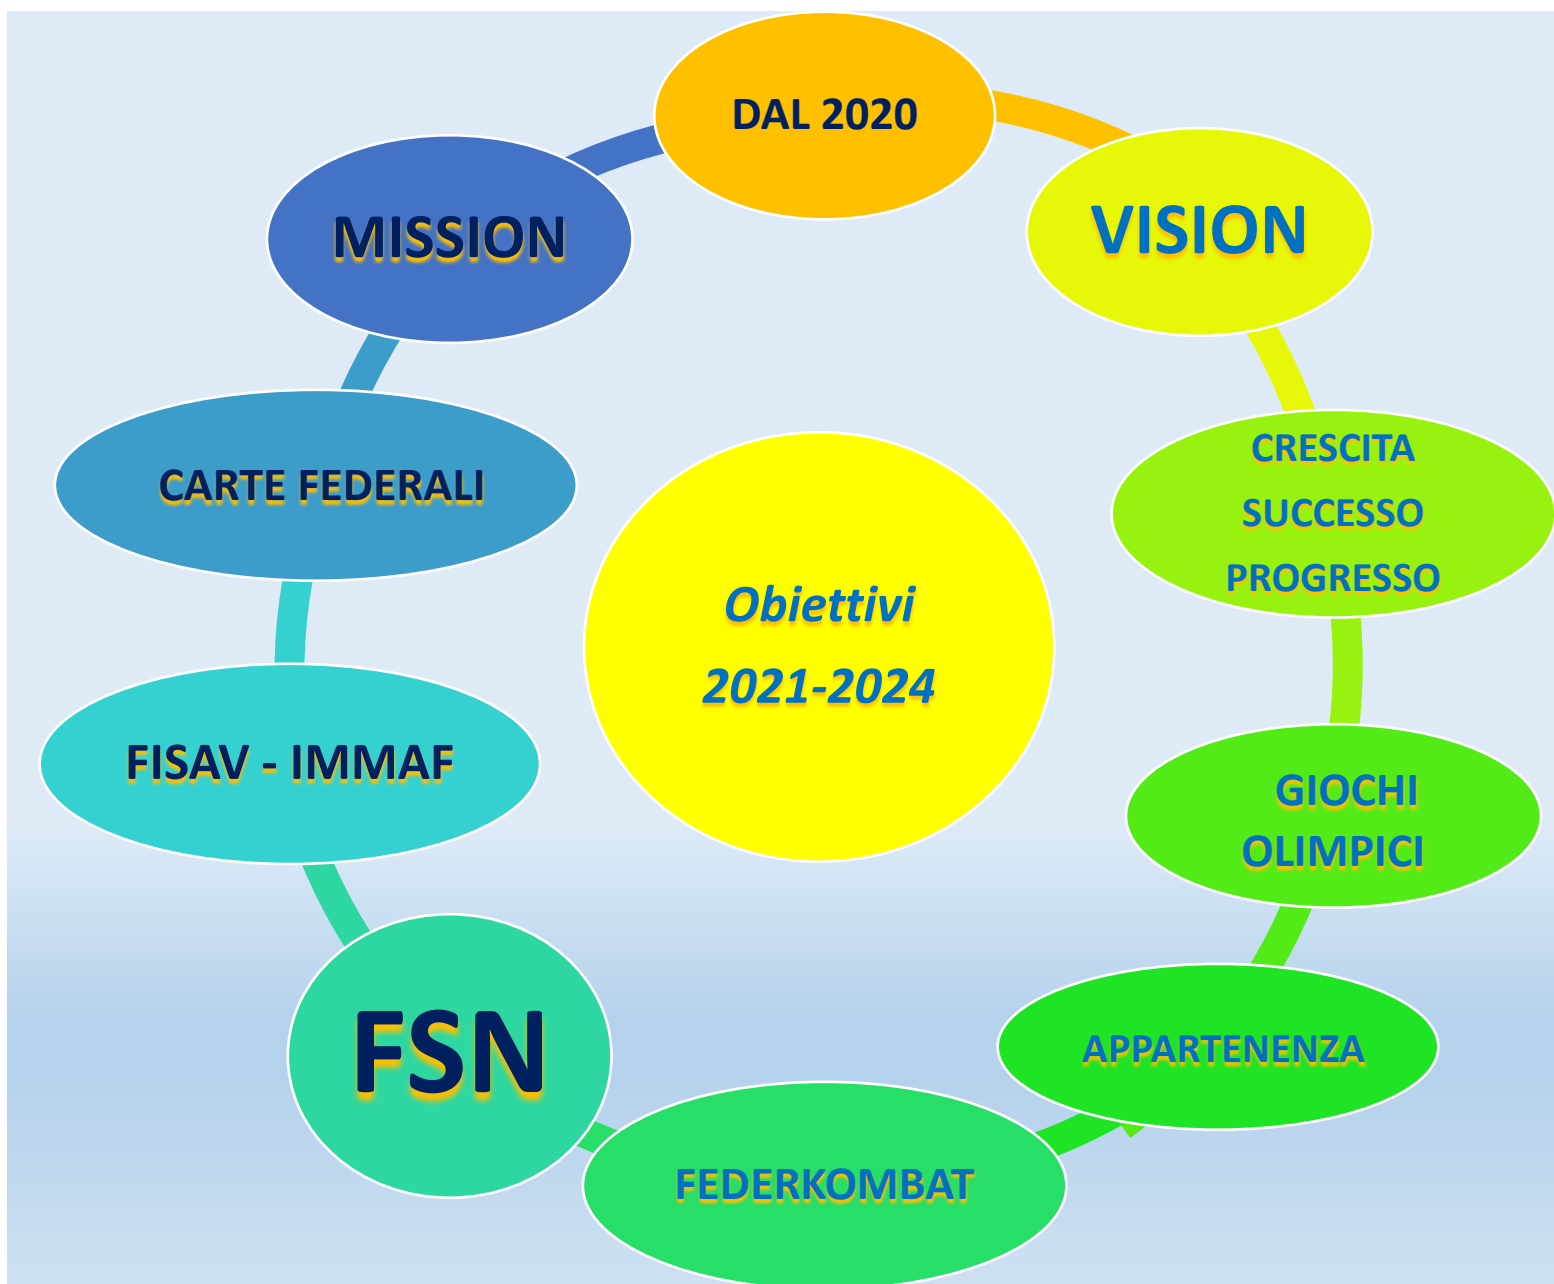 DAL 2020
VISION
MISSION
CRESCITA
SUCCESSO
PROGRESSO
CARTE FEDERALI
Obiettivi
2021-2024
FISAV - IMMAF
GIOCHI
OLIMPICI
FSN
APPARTENENZA
FEDERKOMBAT